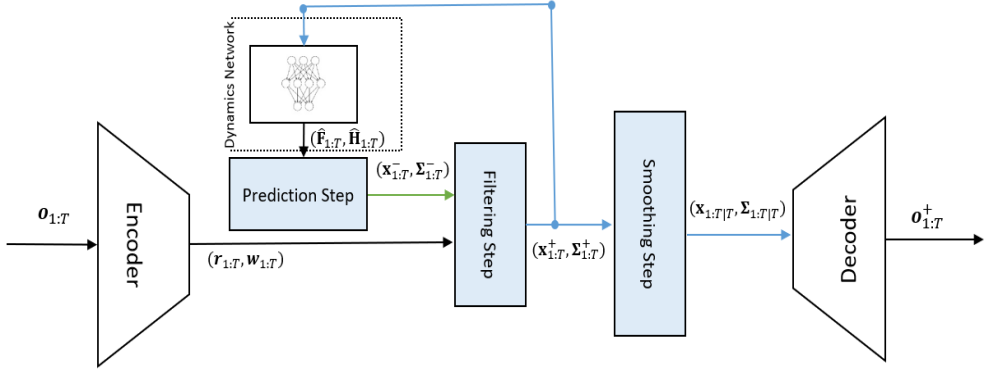 Dynamics Network
(F̂₁:T, Ĥ₁:T)
Prediction Step
(x⁻₁:T, Σ⁻₁:T)
o₁:T
Encoder
(r₁:T, w₁:T)
Filtering Step
(x⁺₁:T, Σ⁺₁:T)
Smoothing Step
(x₁:T|T, Σ₁:T|T)
Decoder
o⁺₁:T